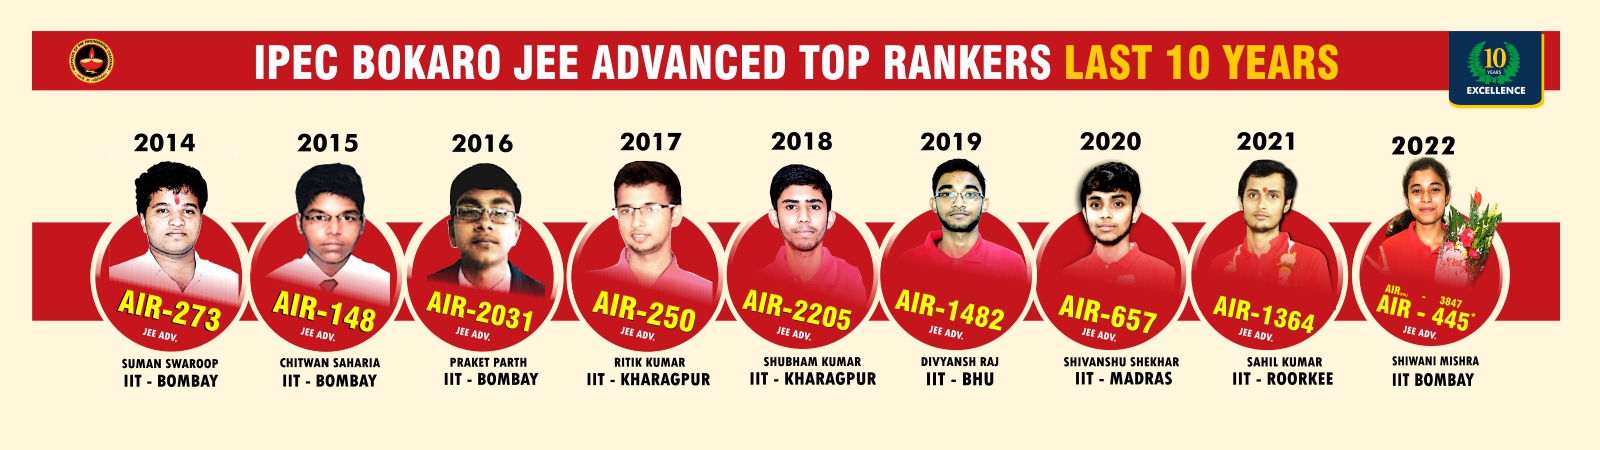 IPEC BOKARO JEE ADVANCED TOP RANKERS LAST 10 YEARS
10
YEARS
EXCELLENCE
2014
AIR-273
JEE ADV.
SUMAN SWAROOP
IIT - BOMBAY
2015
AIR-148
JEE ADV.
CHITWAN SAHARIA
IIT - BOMBAY
2016
AIR-2031
JEE ADV.
PRAKET PARTH
IIT - BOMBAY
2017
AIR-250
JEE ADV.
RITIK KUMAR
IIT - KHARAGPUR
2018
AIR-2205
JEE ADV.
SHUBHAM KUMAR
IIT - KHARAGPUR
2019
AIR-1482
JEE ADV.
DIVYANSH RAJ
IIT - BHU
2020
AIR-657
JEE ADV.
SHIVANSHU SHEKHAR
IIT - MADRAS
2021
AIR-1364
JEE ADV.
SAHIL KUMAR
IIT - ROORKEE
2022
AIR - 3847
AIR - 445*
JEE ADV.
SHIWANI MISHRA
IIT BOMBAY